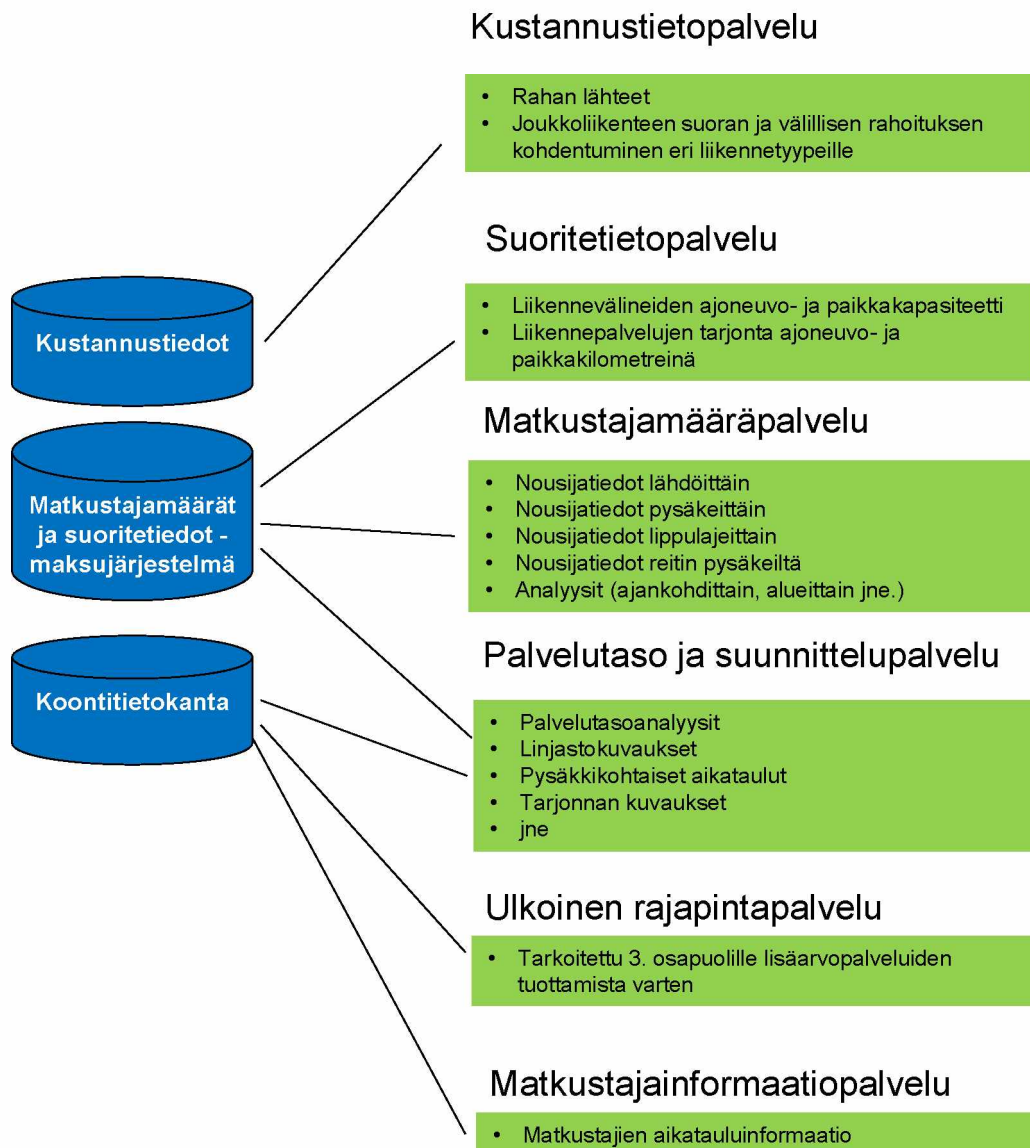 Kustannustietopalvelu
• Rahan lähteet
• Joukkoliikenteen suoran ja välillisen rahoituksen
kohdentuminen eri liikennetyypeille
Suoritetietopalvelu
• Liikennevälineiden ajoneuvo- ja paikkakapasiteetti
• Liikennepalvelujen tarjonta ajoneuvo- ja
paikkakilometreinä
Kustannustiedot
Matkustajamääräpalvelu
• Nousijatiedot lähdöittäin
• Nousijatiedot pysäkeittäin
• Nousijatiedot lippulajeittain
• Nousijatiedot reitin pysäkeiltä
• Analyysit (ajankohdittain, alueittain jne.)
Matkustajamäärät
ja suoritetiedot -
maksujärjestelmä
Palvelutaso ja suunnittelupalvelu
• Palvelutasoanalyysit
• Linjastokuvaukset
• Pysäkkikohtaiset aikataulut
• Tarjonnan kuvaukset
• jne
Koontitietokanta
Ulkoinen rajapintapalvelu
• Tarkoitettu 3. osapuolille lisäarvopalveluiden
tuottamista varten
Matkustajainformaatiopalvelu
• Matkustajien aikatauluinformaatio